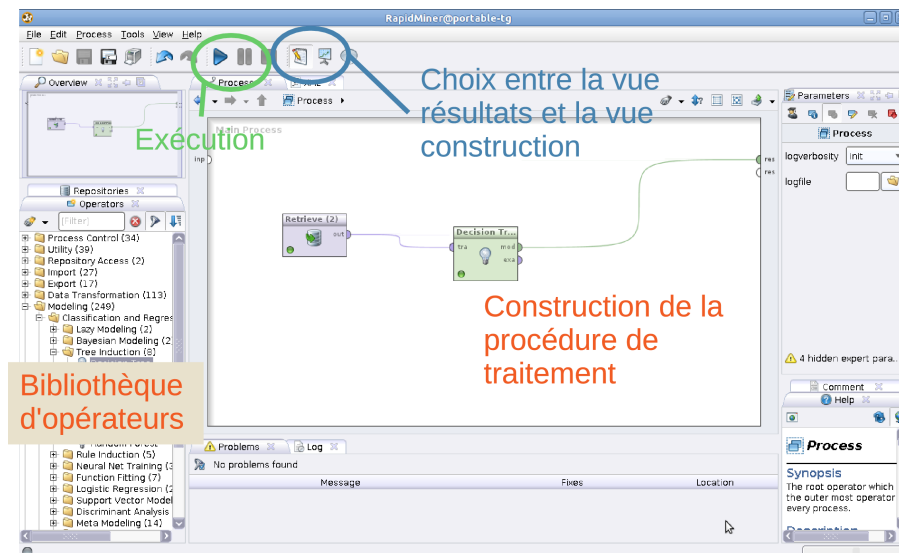 RapidMiner@portable-tg
File Edit Process Tools View Help
Overview
Process
XML
Parameters
Choix entre la vue
résultats et la vue
construction
Exécution
Process
Main Process
inp
res
res
Process
logverbosity init
logfile
Repositories
Operators
[Filter]
Process Control (34)
Utility (39)
Repository Access (2)
Import (27)
Export (17)
Data Transformation (113)
Modeling (249)
Classification and Regres
Lazy Modeling (2)
Bayesian Modeling (2
Tree Induction (8)
Retrieve (2)
out
Decision Tr...
tra mod
exa
Construction de la
procédure de
traitement
4 hidden expert para..
Bibliothèque
d'opérateurs
Random Forest
Rule Induction (5)
Neural Net Training (3
Function Fitting (7)
Logistic Regression (2
Support Vector Model
Discriminant Analysis
Meta Modeling (14)
Problems
Log
No problems found
Message Fixes Location
Comment
Help
Process
Synopsis
The root operator which
the outer most operator
every process.
Description